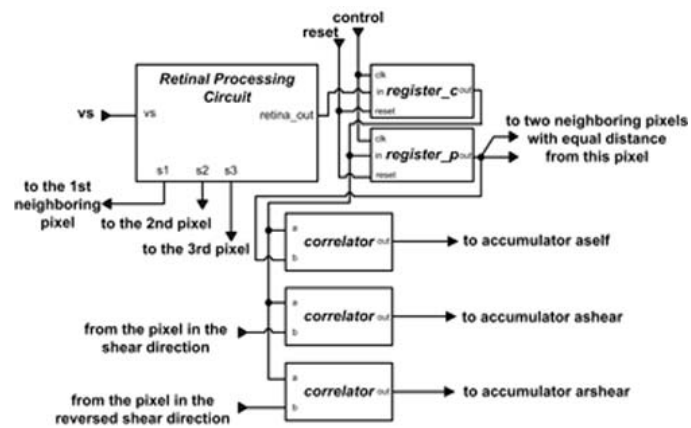 control
reset
Retinal Processing
Circuit
vs
vs
retina_out
s1
s2
s3
clk
in
register_c
out
reset
clk
in
register_p
out
reset
to two neighboring pixels
with equal distance
from this pixel
to the 1st
neighboring
pixel
to the 2nd pixel
to the 3rd pixel
a
b
correlator
out
to accumulator aself
a
b
correlator
out
to accumulator ashear
from the pixel in the
shear direction
a
b
correlator
out
to accumulator arshear
from the pixel in the
reversed shear direction